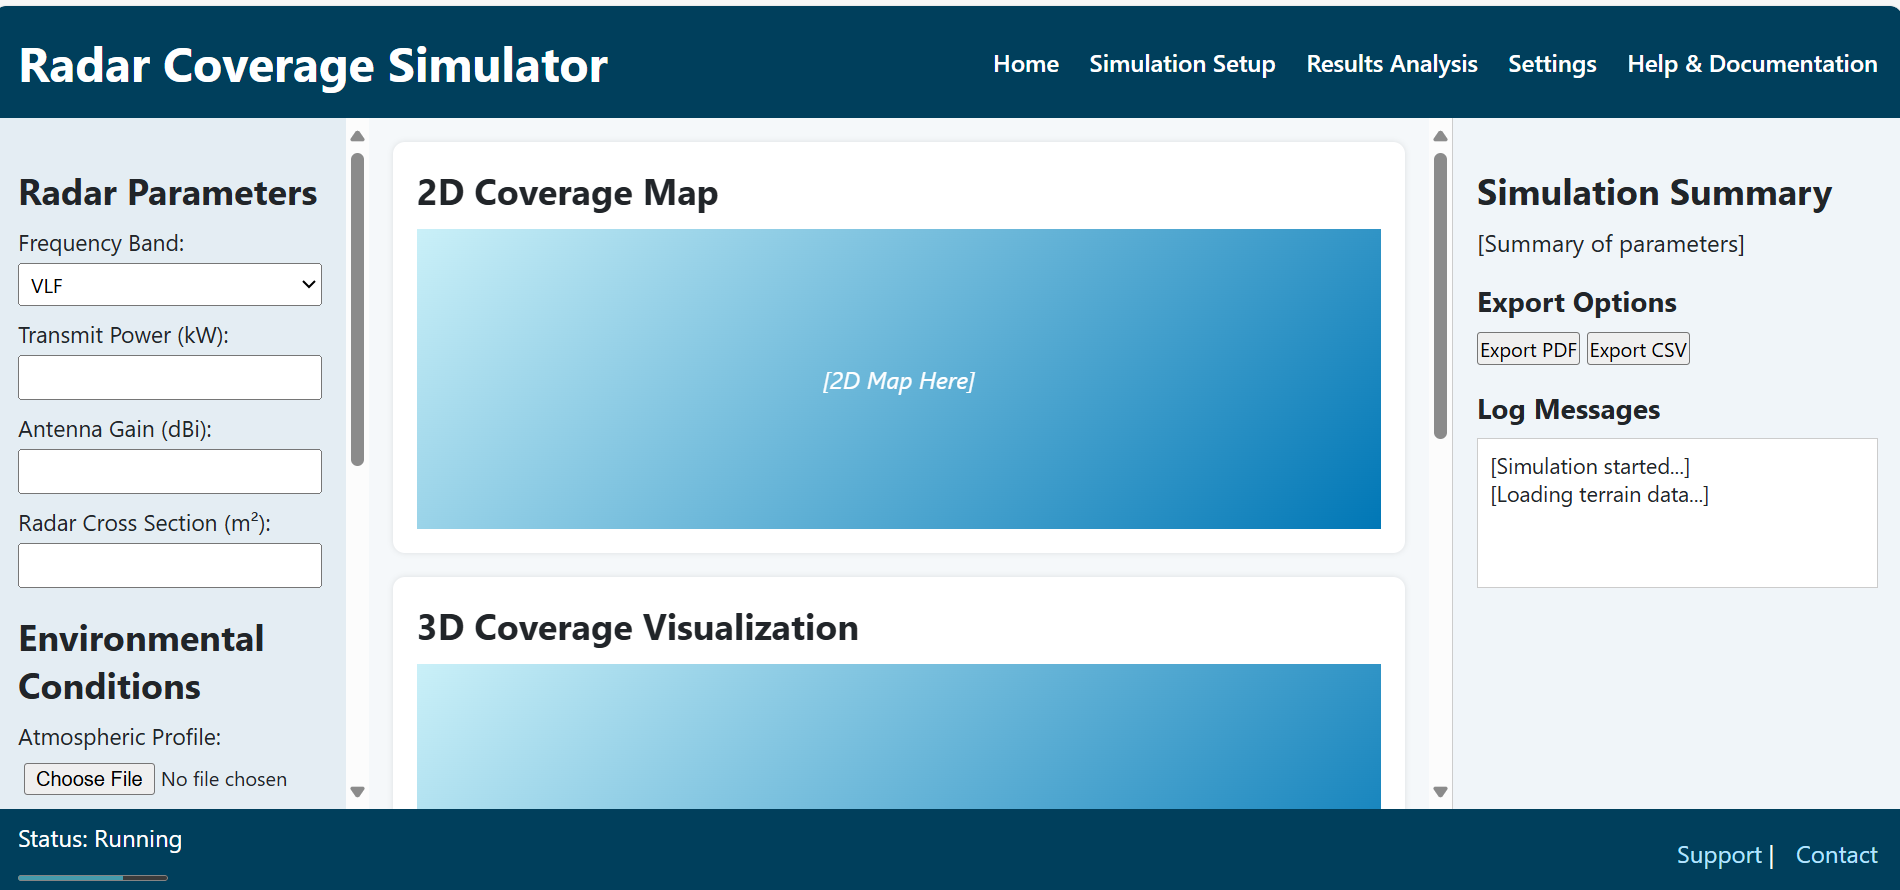 Radar Coverage Simulator
Home Simulation Setup Results Analysis Settings Help & Documentation
Radar Parameters
Frequency Band:
VLF
Transmit Power (kW):
Antenna Gain (dBi):
Radar Cross Section (m²):
Environmental
Conditions
Atmospheric Profile:
Choose File No file chosen
2D Coverage Map
[2D Map Here]
3D Coverage Visualization
Simulation Summary
[Summary of parameters]
Export Options
Export PDF Export CSV
Log Messages
[Simulation started...]
[Loading terrain data...]
Status: Running
Support | Contact